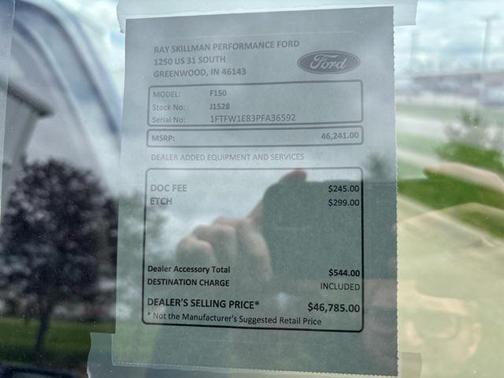 RAY SKILLMAN PERFORMANCE FORD
1250 US 31 SOUTH
GREENWOOD, IN 46143
Ford
MODEL: F150
Stock No: J1528
Serial No: 1FTFW1E83PFA36592
MSRP: 46,241.00
DEALER ADDED EQUIPMENT AND SERVICES
DOC FEE $245.00
ETCH $299.00
Dealer Accessory Total $544.00
DESTINATION CHARGE INCLUDED
DEALER'S SELLING PRICE* $46,785.00
* Not the Manufacturer's Suggested Retail Price